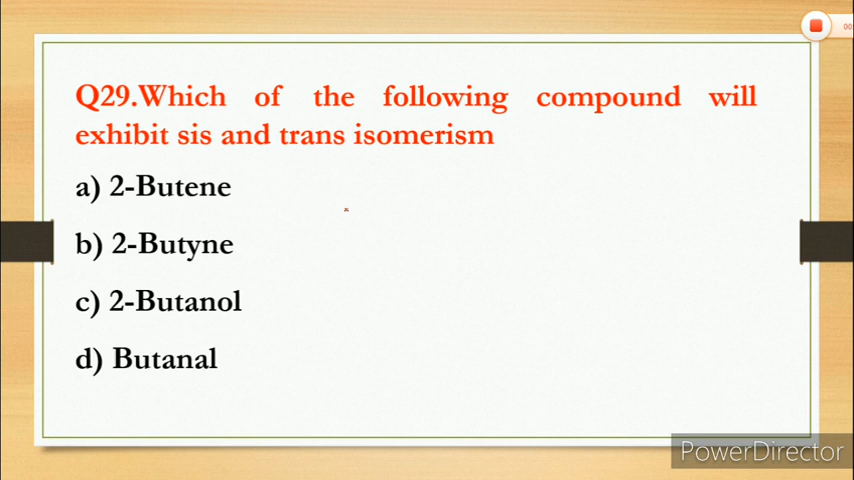 Q29.Which of the following compound will
exhibit sis and trans isomerism
a) 2-Butene
b) 2-Butyne
c) 2-Butanol
d) Butanal
00
PowerDirector